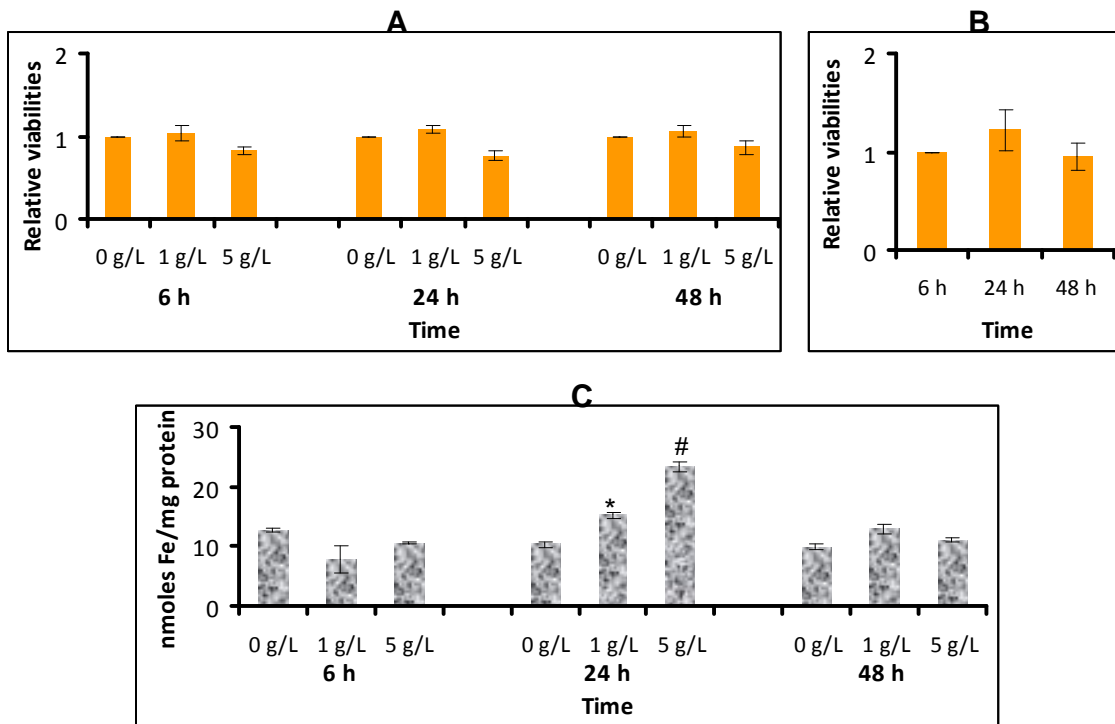 A
Relative viabilities
2
1
0
0 g/L 1 g/L 5 g/L 0 g/L 1 g/L 5 g/L 0 g/L 1 g/L 5 g/L
6 h 24 h 48 h
Time
B
Relative viabilities
2
1
0
6 h 24 h 48 h
Time
C
nmoles Fe/mg protein
30
20
10
0
* #
0 g/L 1 g/L 5 g/L 0 g/L 1 g/L 5 g/L 0 g/L 1 g/L 5 g/L
6 h 24 h 48 h
Time